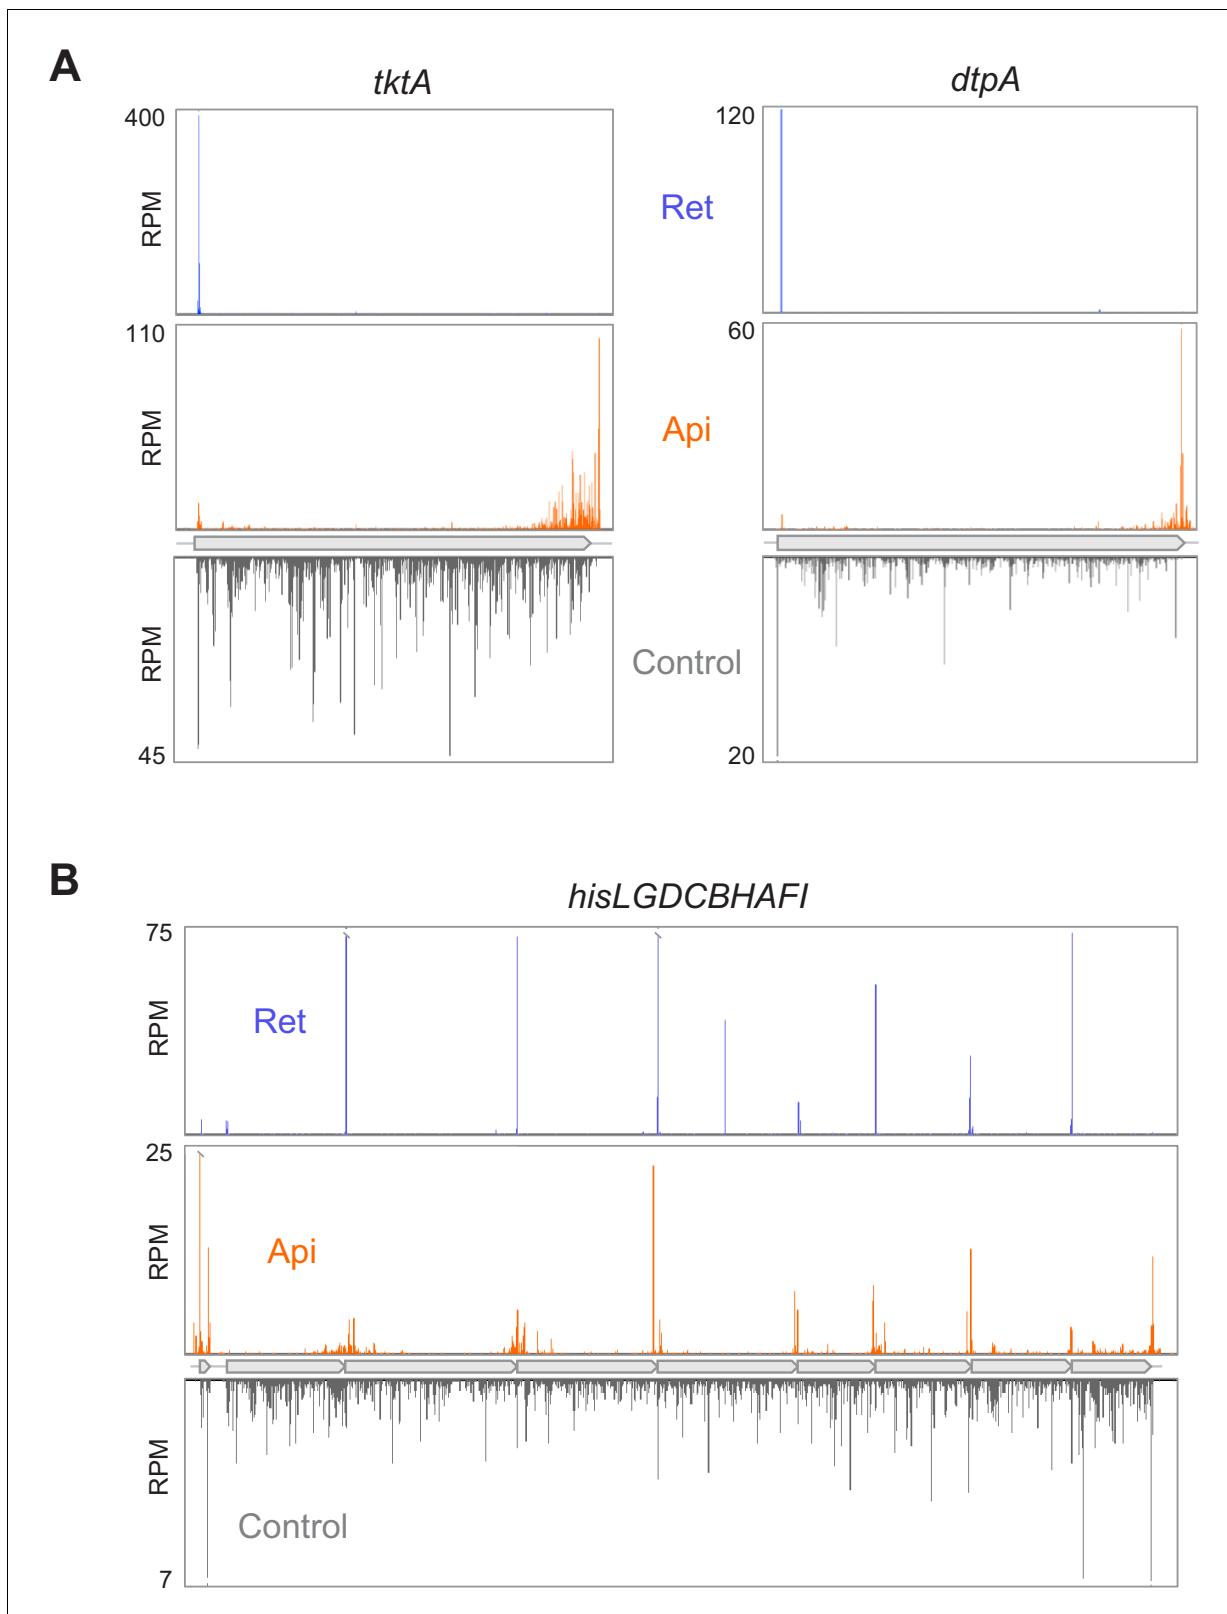 A
tktA
dtpA
400
RPM
120
Ret
110
RPM
60
Api
RPM
45
Control
20
B
hisLGDCBHAFI
75
RPM
Ret
25
RPM
Api
RPM
7
Control